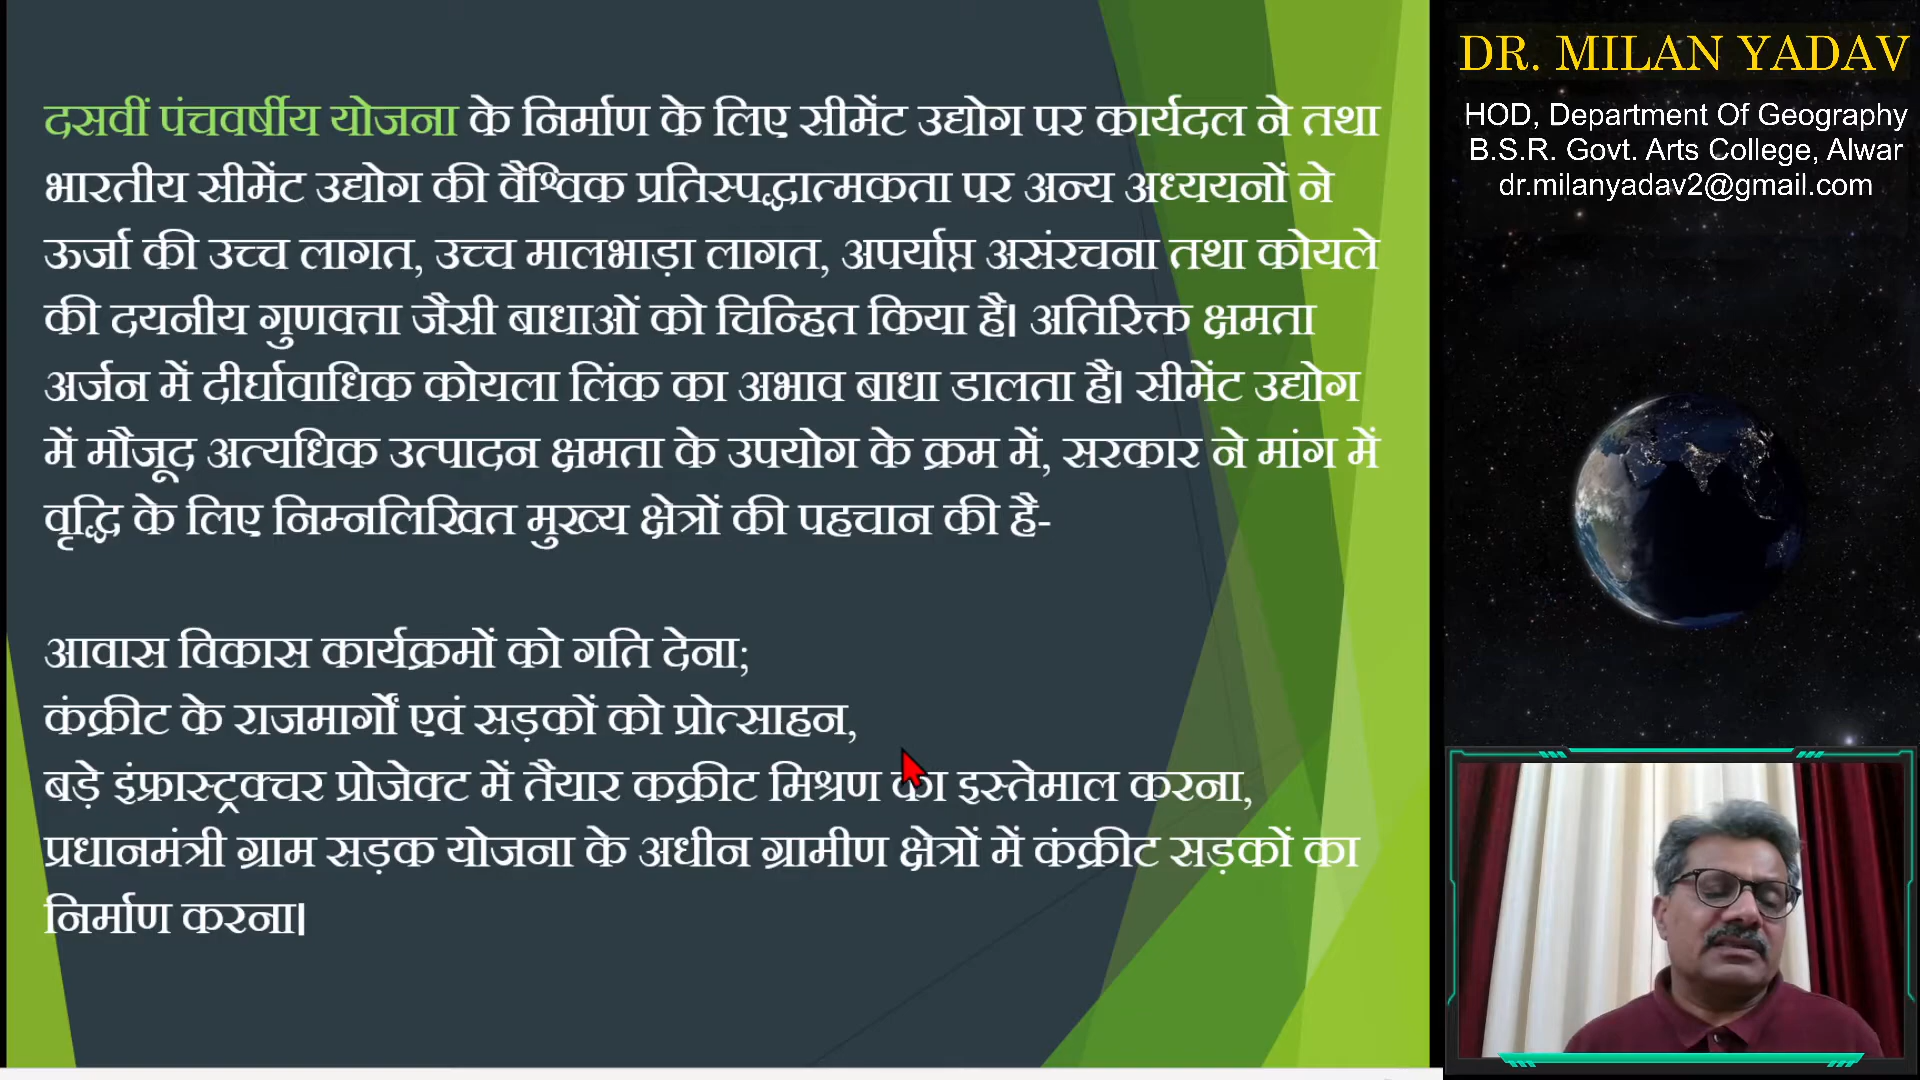 दसवीं पंचवर्षीय योजना के निर्माण के लिए सीमेंट उद्योग पर कार्यदल ने तथा
भारतीय सीमेंट उद्योग की वैश्विक प्रतिस्पद्धात्मकता पर अन्य अध्ययनों ने
ऊर्जा की उच्च लागत, उच्च मालभाड़ा लागत, अपर्याप्त असंरचना तथा कोयले
की दयनीय गुणवत्ता जैसी बाधाओं को चिन्हित किया है। अतिरिक्त क्षमता
अर्जन में दीर्घावाधिक कोयला लिंक का अभाव बाधा डालता है। सीमेंट उद्योग
में मौजूद अत्यधिक उत्पादन क्षमता के उपयोग के क्रम में, सरकार ने मांग में
वृद्धि के लिए निम्नलिखित मुख्य क्षेत्रों की पहचान की है-
आवास विकास कार्यक्रमों को गति देना;
कंक्रीट के राजमार्गों एवं सड़कों को प्रोत्साहन,
बड़े इंफ्रास्ट्रक्चर प्रोजेक्ट में तैयार कक्रीट मिश्रण का इस्तेमाल करना,
प्रधानमंत्री ग्राम सड़क योजना के अधीन ग्रामीण क्षेत्रों में कंक्रीट सड़कों का
निर्माण करना।
DR. MILAN YADAV
HOD, Department Of Geography
B.S.R. Govt. Arts College, Alwar
dr.milanyadav2@gmail.com